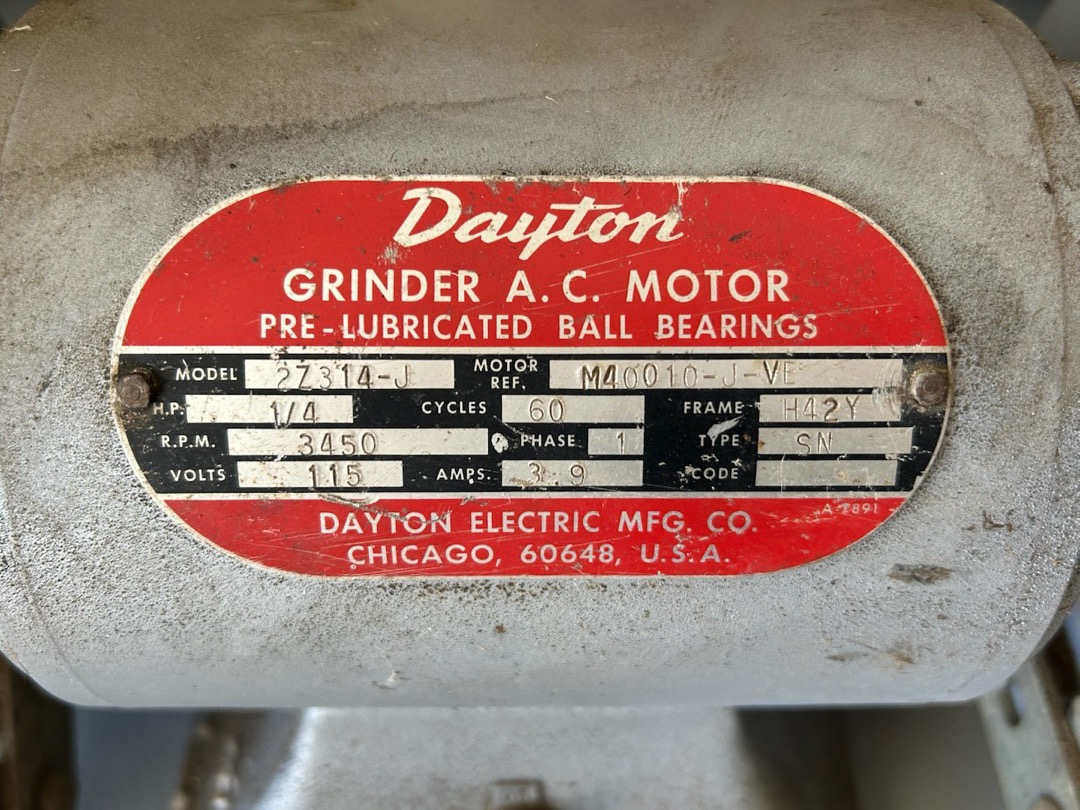 Dayton
GRINDER A.C. MOTOR
PRE-LUBRICATED BALL BEARINGS
MODEL 2Z314-J MOTOR REF. M40010-J-VE
H.P. 1/4 CYCLES 60 FRAME H42Y
R.P.M. 3450 PHASE 1 TYPE SN
VOLTS 115 AMPS. 3.9 CODE
DAYTON ELECTRIC MFG. CO.
CHICAGO, 60648, U.S.A.